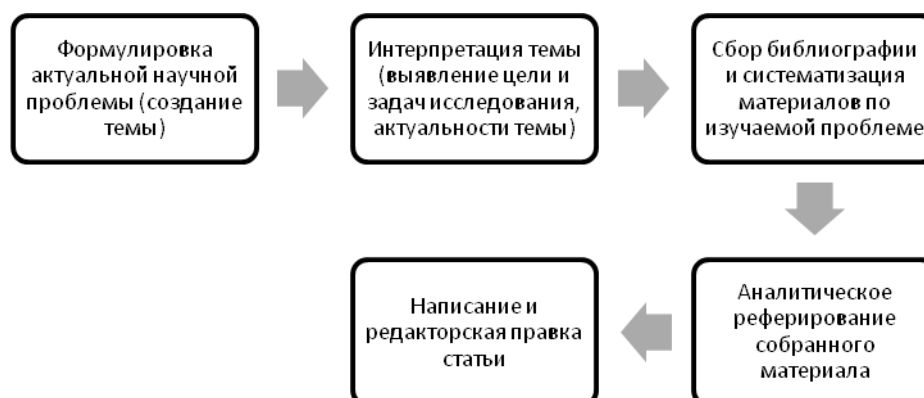 Формулировка
актуальной научной
проблемы (создание
темы)
Интерпретация темы
(выявление цели и
задач исследования,
актуальности темы)
Сбор библиографии
и систематизация
материалов по
изучаемой проблеме
Аналитическое
реферирование
собранного
материала
Написание и
редакторская правка
статьи